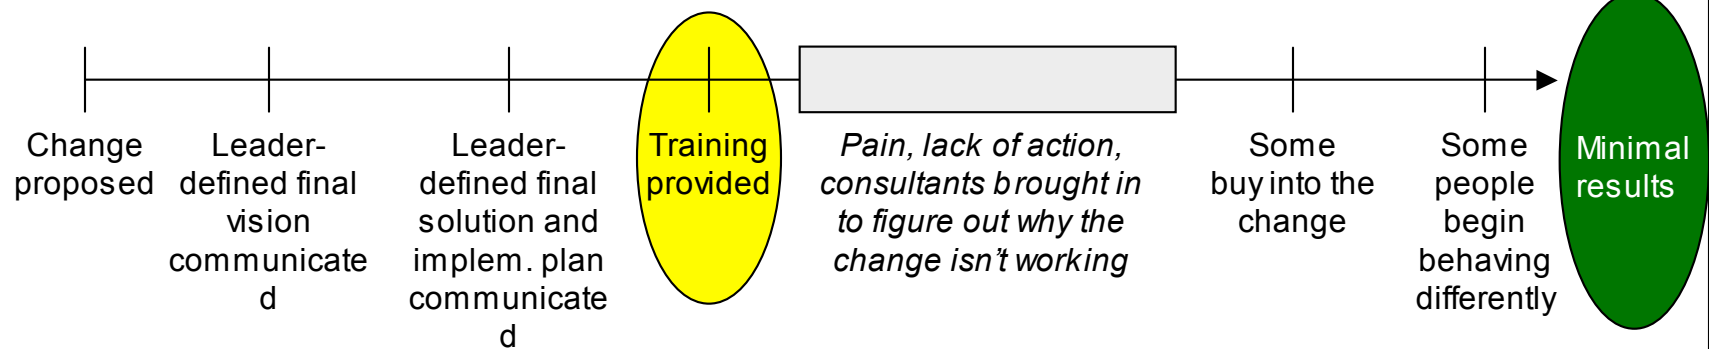 Change
proposed
Leader-
defined final
vision
communicate
d
Leader-
defined final
solution and
implem. plan
communicate
d
Training
provided
Pain, lack of action,
consultants brought in
to figure out why the
change isn't working
Some
buy into the
change
Some
people
begin
behaving
differently
Minimal
results